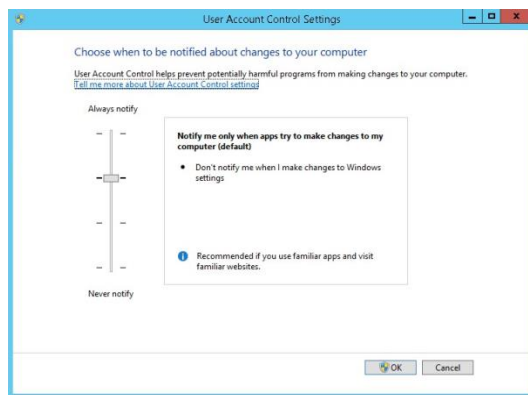 User Account Control Settings
Choose when to be notified about changes to your computer
User Account Control helps prevent potentially harmful programs from making changes to your computer.
Tell me more about User Account Control settings
Always notify
Notify me only when apps try to make changes to my
computer (default)
• Don't notify me when I make changes to Windows
settings
Recommended if you use familiar apps and visit
familiar websites.
Never notify
OK Cancel